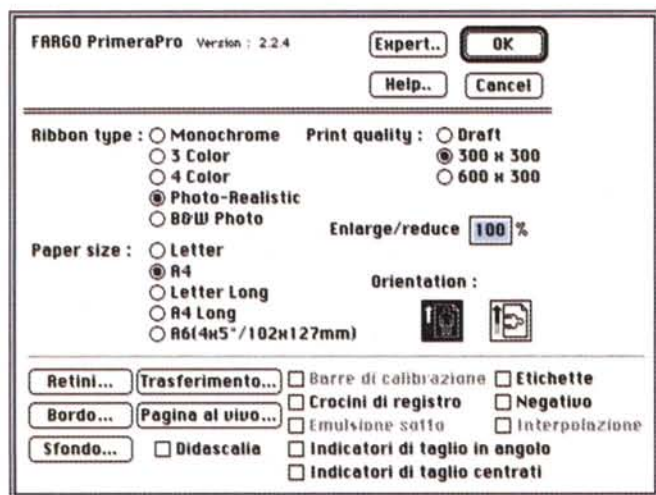 FARGO PrimeraPro Version : 2.2.4 Expert.. OK
Help.. Cancel
Ribbon type : Monochrome Print quality : Draft
3 Color 300 x 300
4 Color 600 x 300
Photo-Realistic
B&W Photo Enlarge/reduce 100 %
Paper size : Letter
A4 Orientation :
Letter Long
A4 Long
A6(4x5"/102x127mm)
Retini... Trasferimento... Barre di calibrazione Etichette
Bordo... Pagina al vivo... Crocini di registro Negativo
Emulsione sotto Interpolazione
Sfondo... Didascalia Indicatori di taglio in angolo
Indicatori di taglio centrati